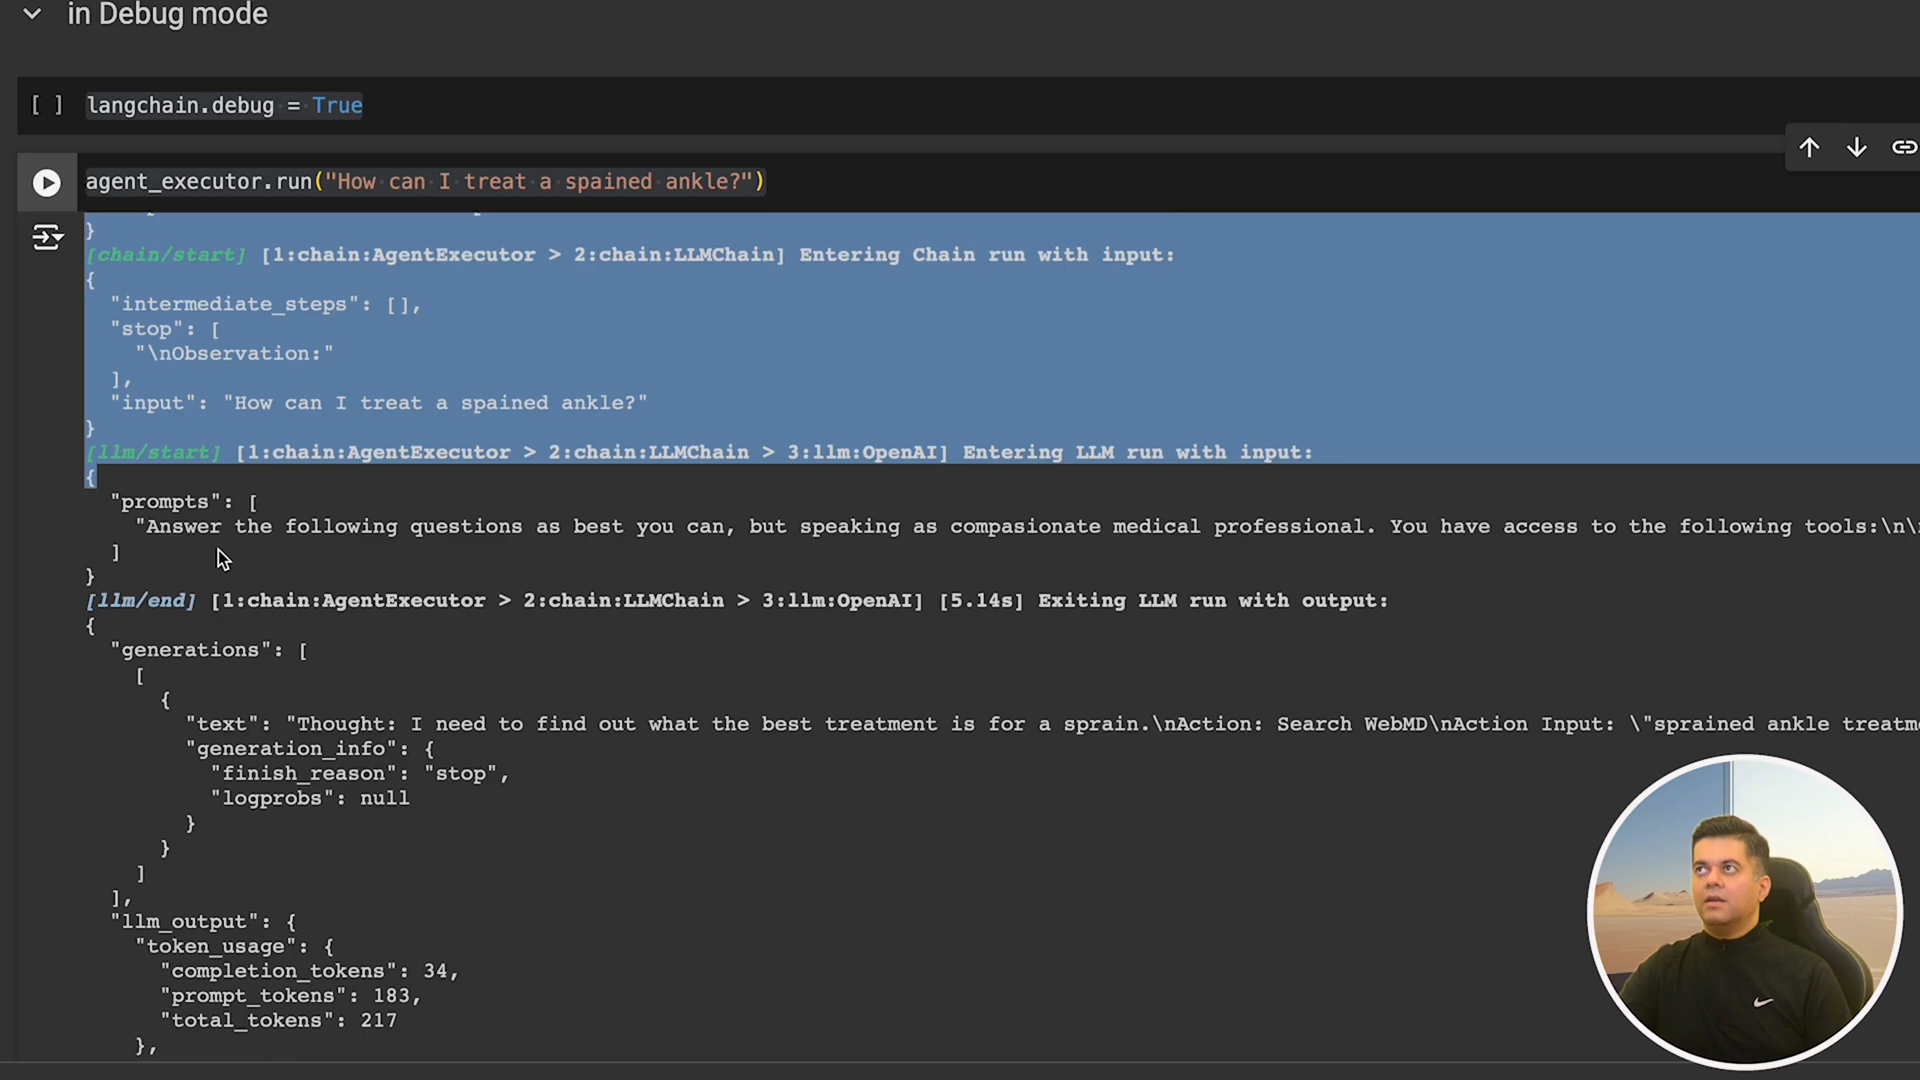 in Debug mode
[ ] langchain.debug = True
agent_executor.run("How can I treat a spained ankle?")
}
[chain/start] [1:chain:AgentExecutor > 2:chain:LLMChain] Entering Chain run with input:
{
"intermediate_steps": [],
"stop": [
"\nObservation:"
],
"input": "How can I treat a spained ankle?"
}
[llm/start] [1:chain:AgentExecutor > 2:chain:LLMChain > 3:llm:OpenAI] Entering LLM run with input:
{
"prompts": [
"Answer the following questions as best you can, but speaking as compasionate medical professional. You have access to the following tools:\n\
]
}
[llm/end] [1:chain:AgentExecutor > 2:chain:LLMChain > 3:llm:OpenAI] [5.14s] Exiting LLM run with output:
{
"generations": [
[
{
"text": "Thought: I need to find out what the best treatment is for a sprain.\nAction: Search WebMD\nAction Input: \"sprained ankle treatm
"generation_info": {
"finish_reason": "stop",
"logprobs": null
}
}
]
],
"llm_output": {
"token_usage": {
"completion_tokens": 34,
"prompt_tokens": 183,
"total_tokens": 217
},